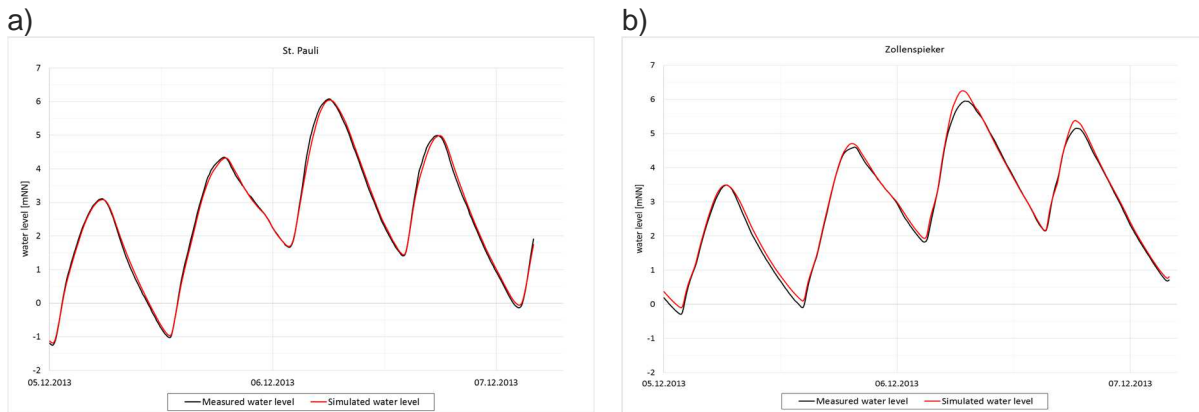 a)
St. Pauli
water level [mNN]
7
6
5
4
3
2
1
0
-1
-2
05.12.2013 06.12.2013 07.12.2013
Measured water level Simulated water level
b)
Zollenspieker
water level [mNN]
7
6
5
4
3
2
1
0
-1
-2
05.12.2013 06.12.2013 07.12.2013
Measured water level Simulated water level